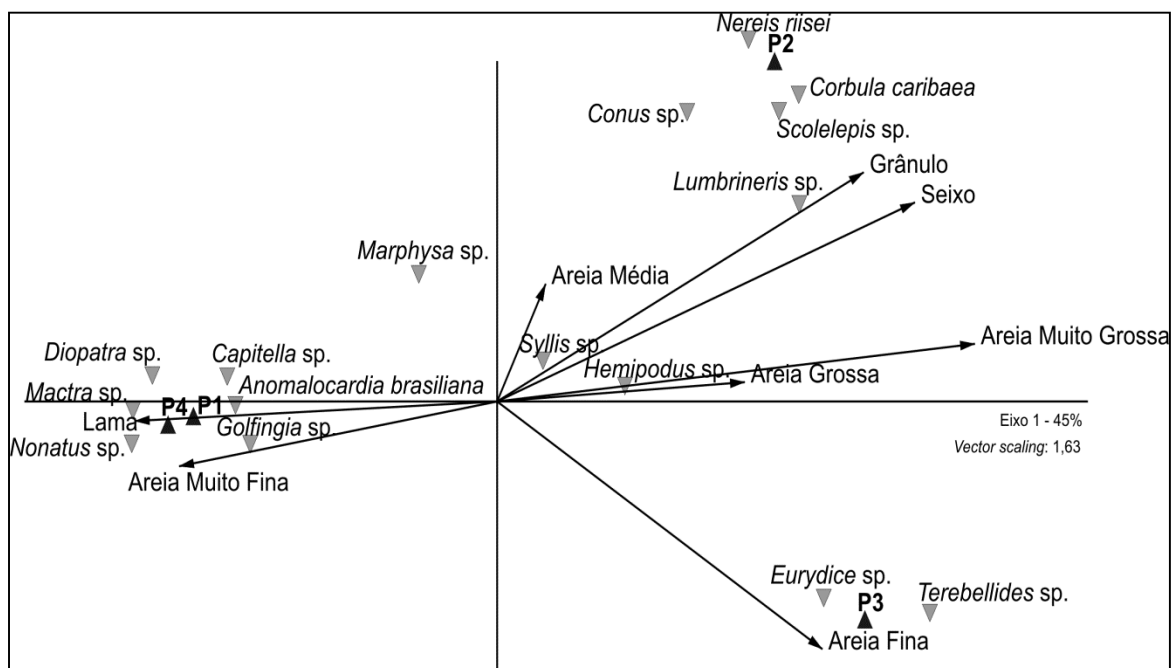 Nereis riisei
P2
Corbula caribaea
Conus sp.
Scolelepis sp.
Grânulo
Lumbrineris sp.
Seixo
Marphysa sp.
Areia Média
Areia Muito Grossa
Syllis sp
Diopatra sp.
Capitella sp.
Hemipodus sp.
Areia Grossa
Mactra sp.
Anomalocardia brasiliana
P4
P1
Lama
Golfingia sp.
Eixo 1 - 45%
Nonatus sp.
Vector scaling: 1,63
Areia Muito Fina
Eurydice sp.
P3
Terebellides sp.
Areia Fina